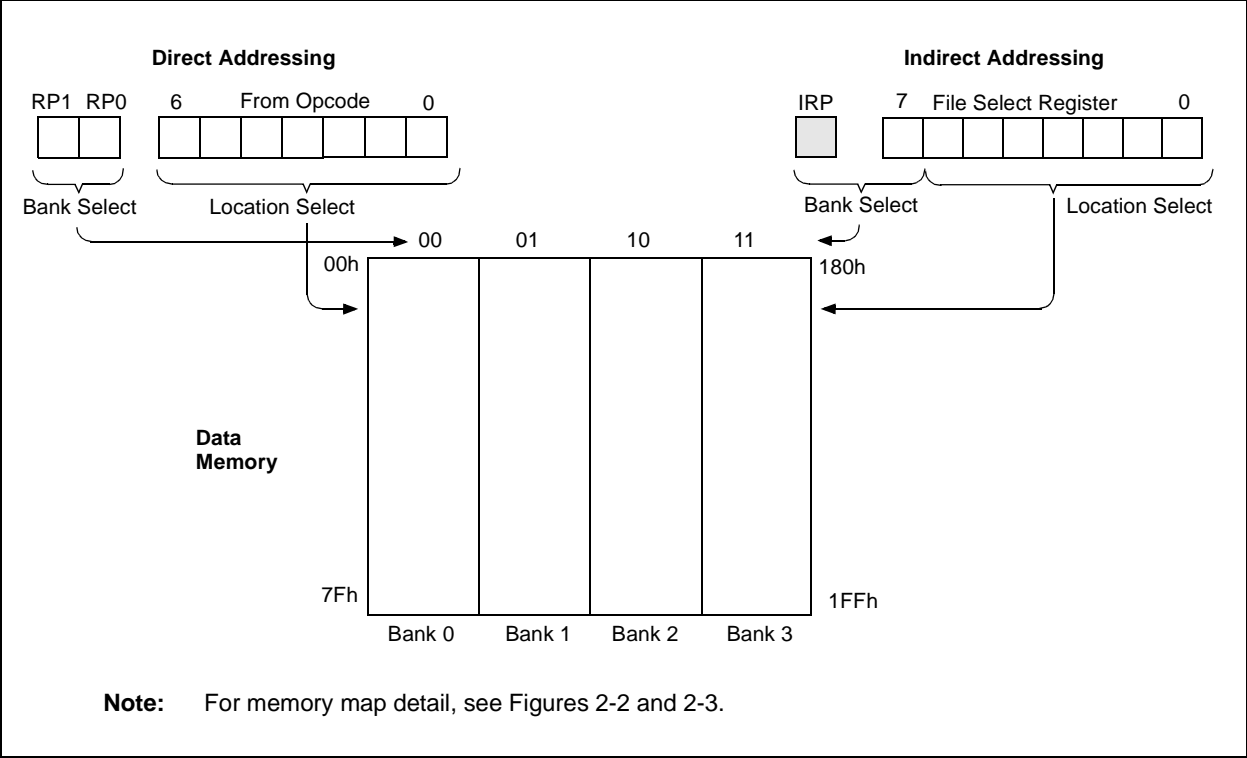 Direct Addressing
Indirect Addressing
RP1 RP0 6 From Opcode 0
IRP 7 File Select Register 0
Bank Select Location Select
Bank Select Location Select
00 01 10 11
00h
180h
Data
Memory
7Fh
1FFh
Bank 0 Bank 1 Bank 2 Bank 3
Note: For memory map detail, see Figures 2-2 and 2-3.